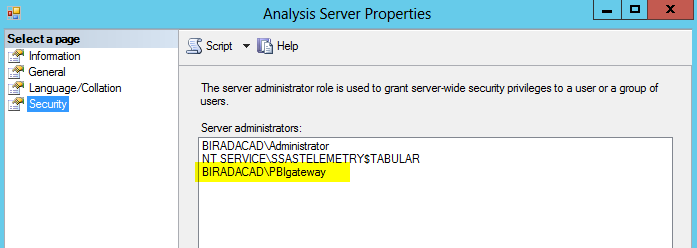 Analysis Server Properties
Select a page
Information
General
Language/Collation
Security
Script
Help
The server administrator role is used to grant server-wide security privileges to a user or a group of
users.
Server administrators:
BIRADACAD\Administrator
NT SERVICE\SSASTELEMETRY$TABULAR
BIRADACAD\PBIgateway